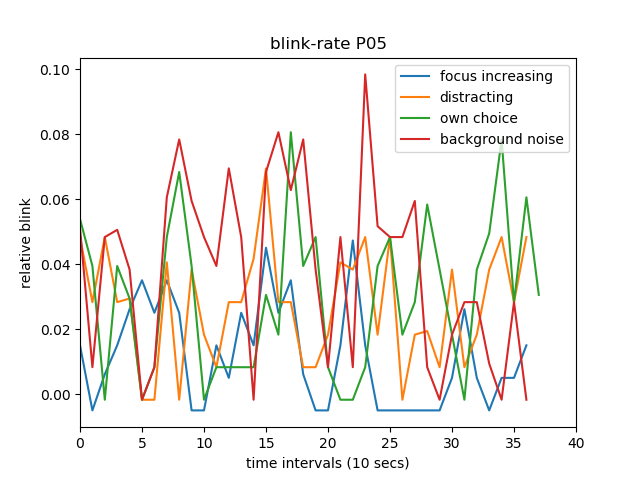 blink-rate P05
focus increasing
distracting
own choice
background noise
relative blink
0.10
0.08
0.06
0.04
0.02
0.00
0 5 10 15 20 25 30 35 40
time intervals (10 secs)